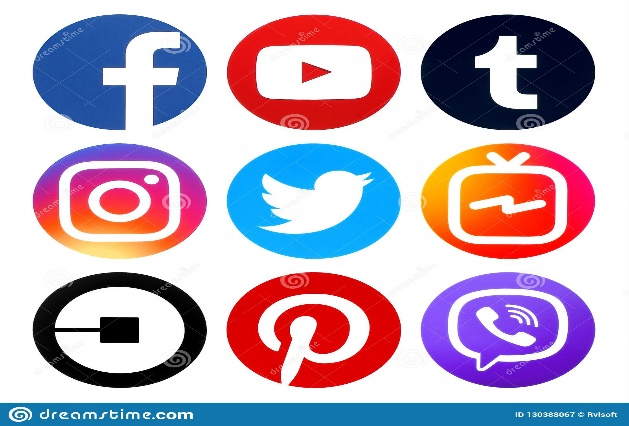 f t
dreamstime.com
ID 130388067 © Rvlsoft